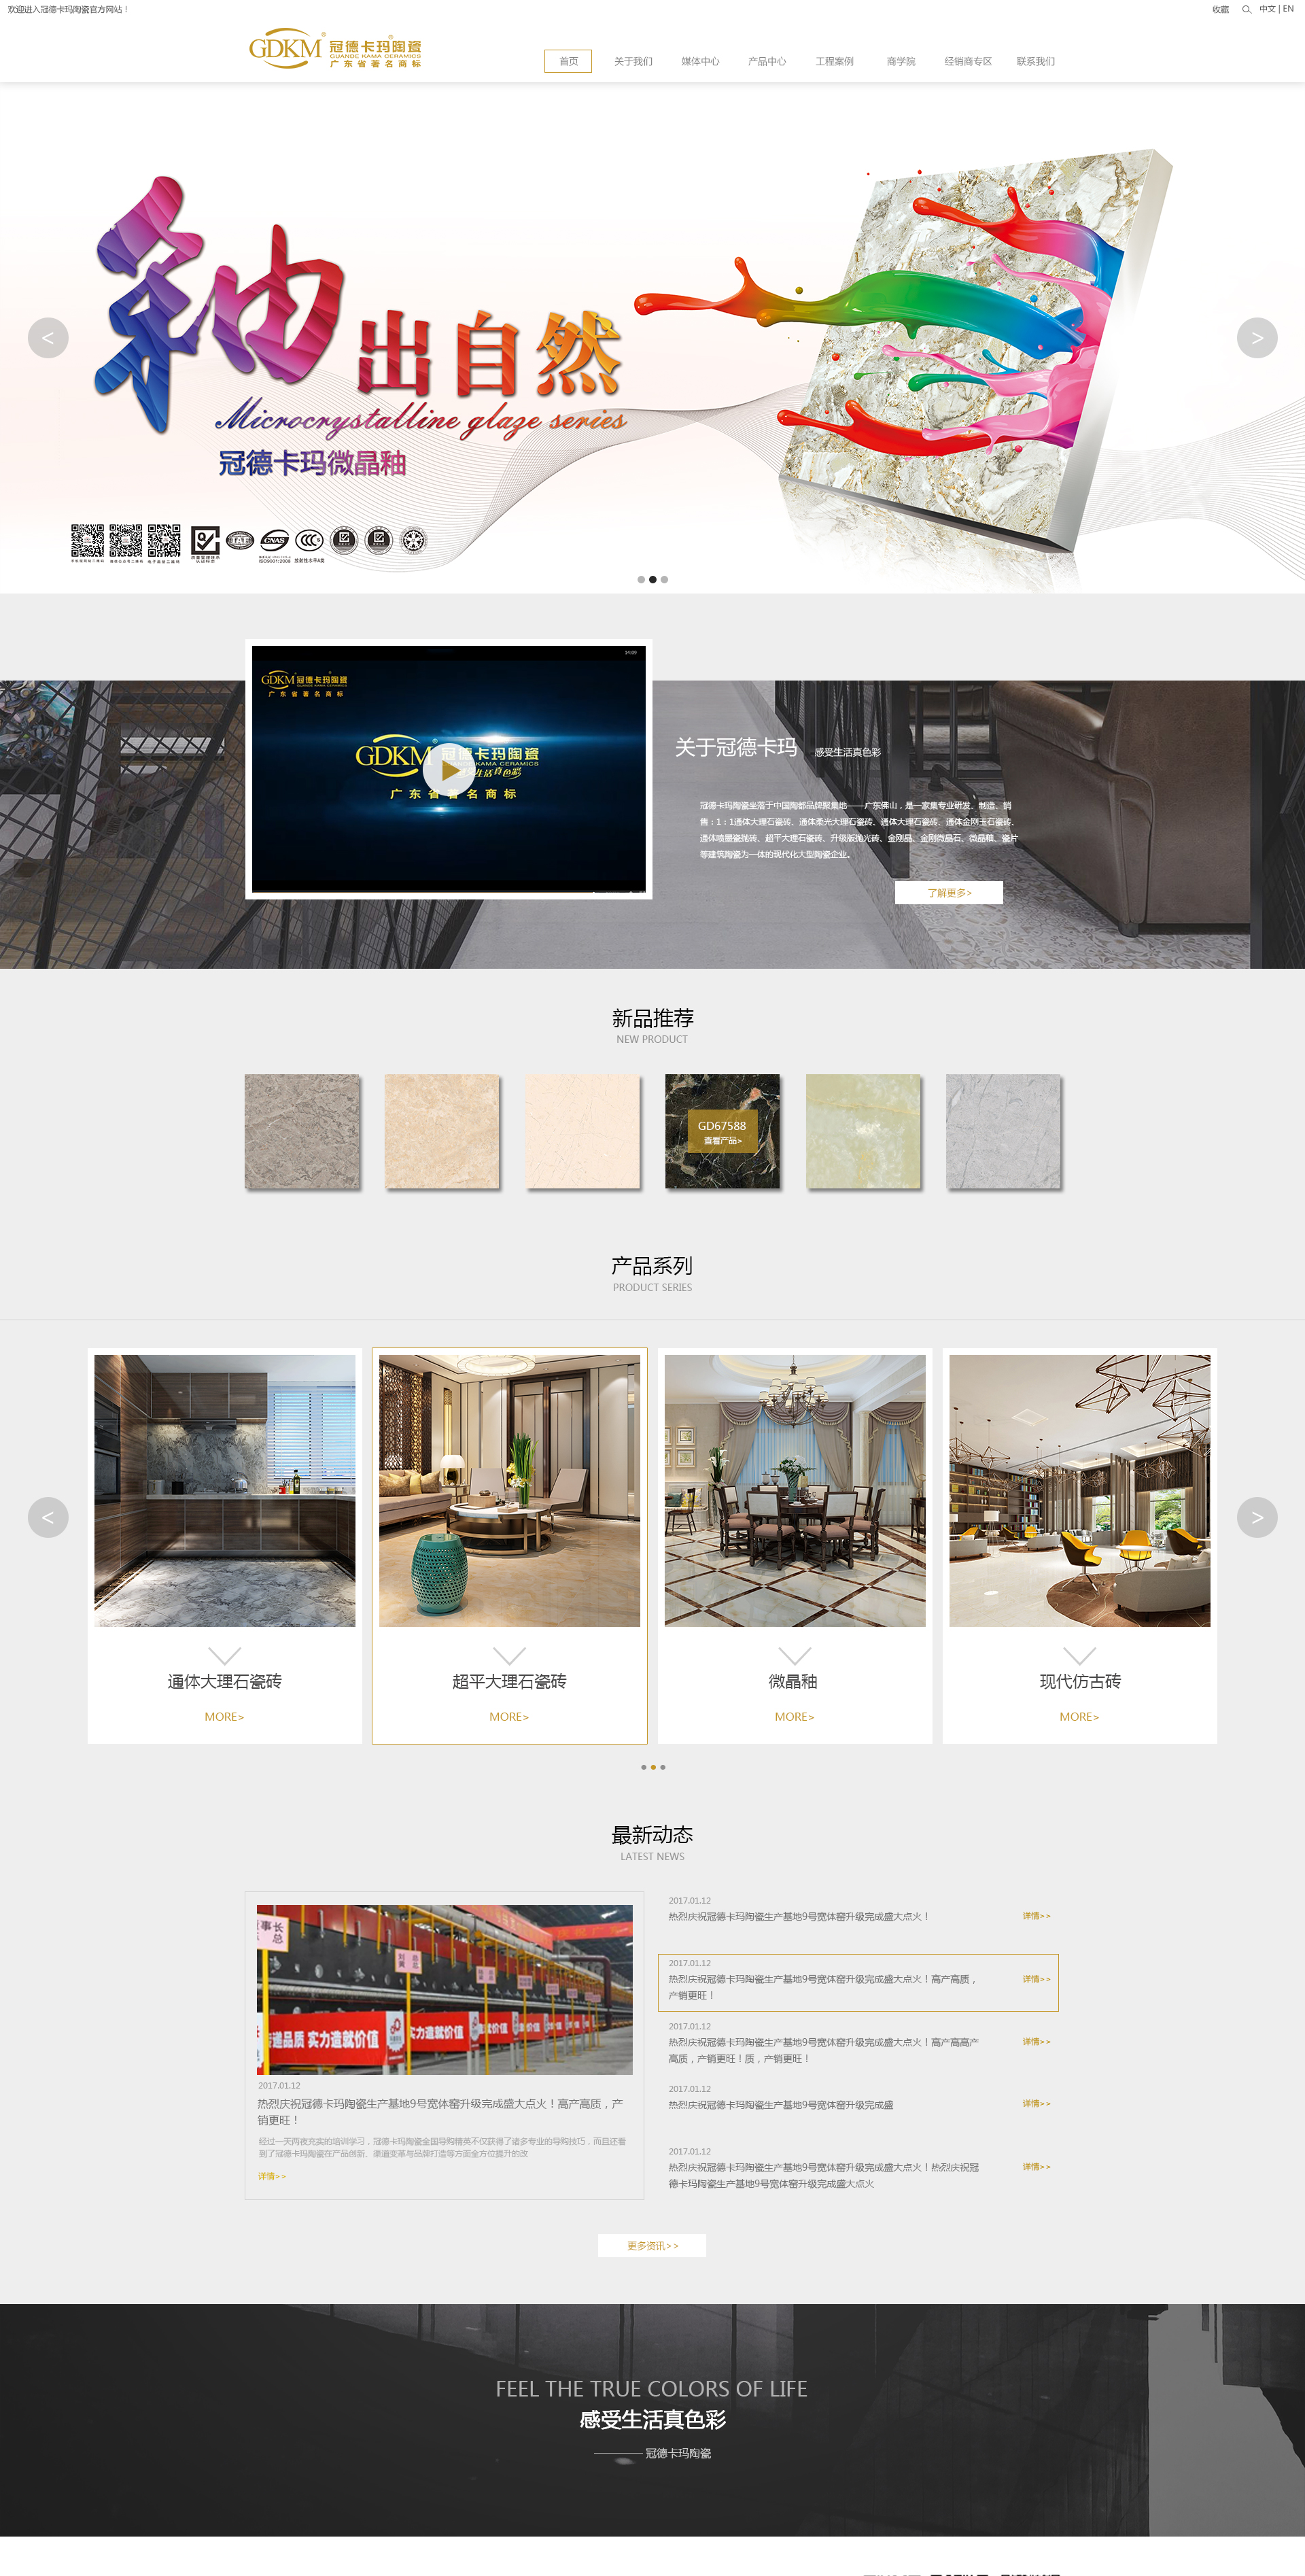 欢迎进入冠德卡玛陶瓷官方网站！
收藏 中文 | EN
GDKM® 冠德卡玛陶瓷
GUANDE KAMA CERAMICS
广东省著名商标
首页 关于我们 媒体中心 产品中心 工程案例 商学院 经销商专区 联系我们
釉出自然
Microcrystalline glaze series
冠德卡玛微晶釉
< >
IAF CNAS CCC
ISO9001:2008 放射性水平A类
GDKM 冠德卡玛陶瓷
广东省著名商标
GDKM® 冠德卡玛陶瓷
感受生活真色彩
广东省著名商标
关于冠德卡玛 感受生活真色彩
冠德卡玛陶瓷坐落于中国陶都品牌聚集地——广东佛山，是一家集专业研发、制造、销
售：1：1通体大理石瓷砖、通体柔光大理石瓷砖、通体大理石瓷砖、通体金刚玉石瓷砖、
通体喷墨瓷抛砖、超平大理石瓷砖、升级版抛光砖、金刚晶、金刚微晶石、微晶釉、瓷片
等建筑陶瓷为一体的现代化大型陶瓷企业。
了解更多>
新品推荐
NEW PRODUCT
GD67588
查看产品>
产品系列
PRODUCT SERIES
< >
通体大理石瓷砖 超平大理石瓷砖 微晶釉 现代仿古砖
MORE> MORE> MORE> MORE>
最新动态
LATEST NEWS
实力造就价值 实力造就价值
2017.01.12
热烈庆祝冠德卡玛陶瓷生产基地9号宽体窑升级完成盛大点火！高产高质，产
销更旺！
经过一天两夜充实的培训学习，冠德卡玛陶瓷全国导购精英不仅获得了诸多专业的导购技巧，而且还看
到了冠德卡玛陶瓷在产品创新、渠道变革与品牌打造等方面全方位提升的改
详情>>
2017.01.12
热烈庆祝冠德卡玛陶瓷生产基地9号宽体窑升级完成盛大点火！ 详情>>
2017.01.12
热烈庆祝冠德卡玛陶瓷生产基地9号宽体窑升级完成盛大点火！高产高质， 详情>>
产销更旺！
2017.01.12
热烈庆祝冠德卡玛陶瓷生产基地9号宽体窑升级完成盛大点火！高产高高产 详情>>
高质，产销更旺！质，产销更旺！
2017.01.12
热烈庆祝冠德卡玛陶瓷生产基地9号宽体窑升级完成盛 详情>>
2017.01.12
热烈庆祝冠德卡玛陶瓷生产基地9号宽体窑升级完成盛大点火！热烈庆祝冠 详情>>
德卡玛陶瓷生产基地9号宽体窑升级完成盛大点火
更多资讯>>
FEEL THE TRUE COLORS OF LIFE
感受生活真色彩
——— 冠德卡玛陶瓷